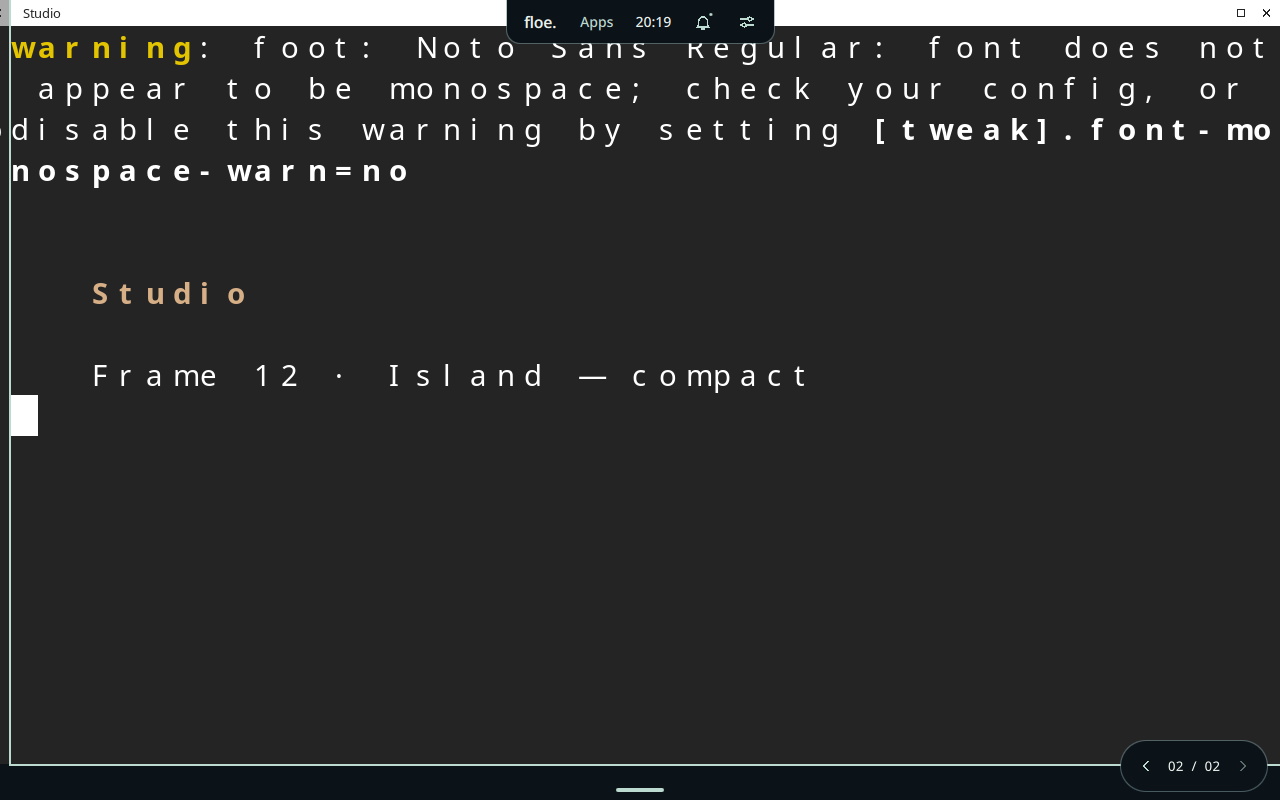 Studio
floe. Apps 20:19
warning: foot: Noto Sans Regular: font does not
appear to be monospace; check your config, or
disable this warning by setting [tweak].font-mo
nospace-warn=no
Studio
Frame 12 · Island — compact
02 / 02